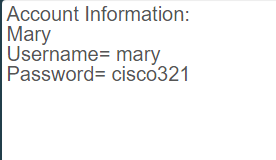 Account Information:
Mary
Username= mary
Password= cisco321